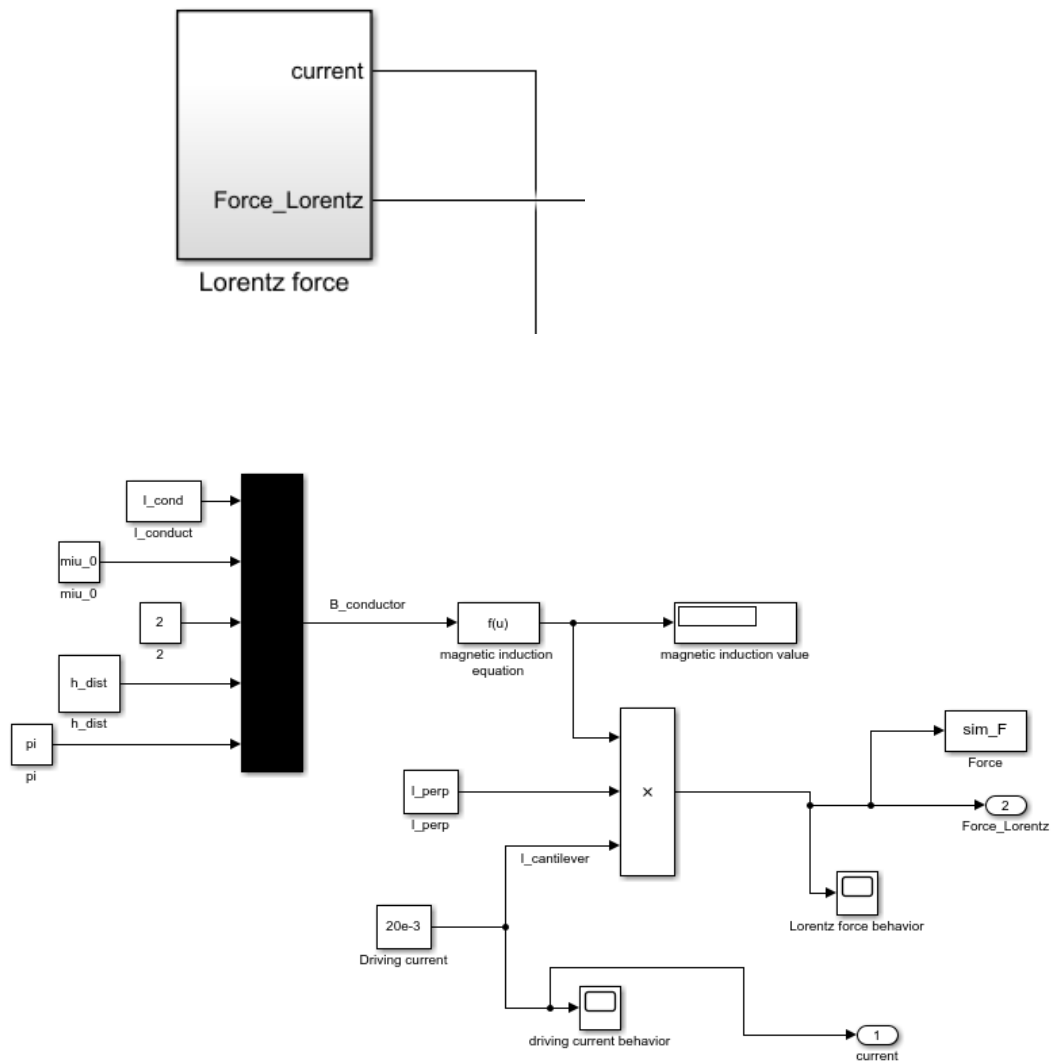 current
Force_Lorentz
Lorentz force
I_cond
I_conduct
miu_0
miu_0
2
2
h_dist
h_dist
pi
pi
B_conductor
f(u)
magnetic induction
equation
magnetic induction value
l_perp
l_perp
I_cantilever
×
20e-3
Driving current
driving current behavior
sim_F
Force
2
Force_Lorentz
Lorentz force behavior
1
current